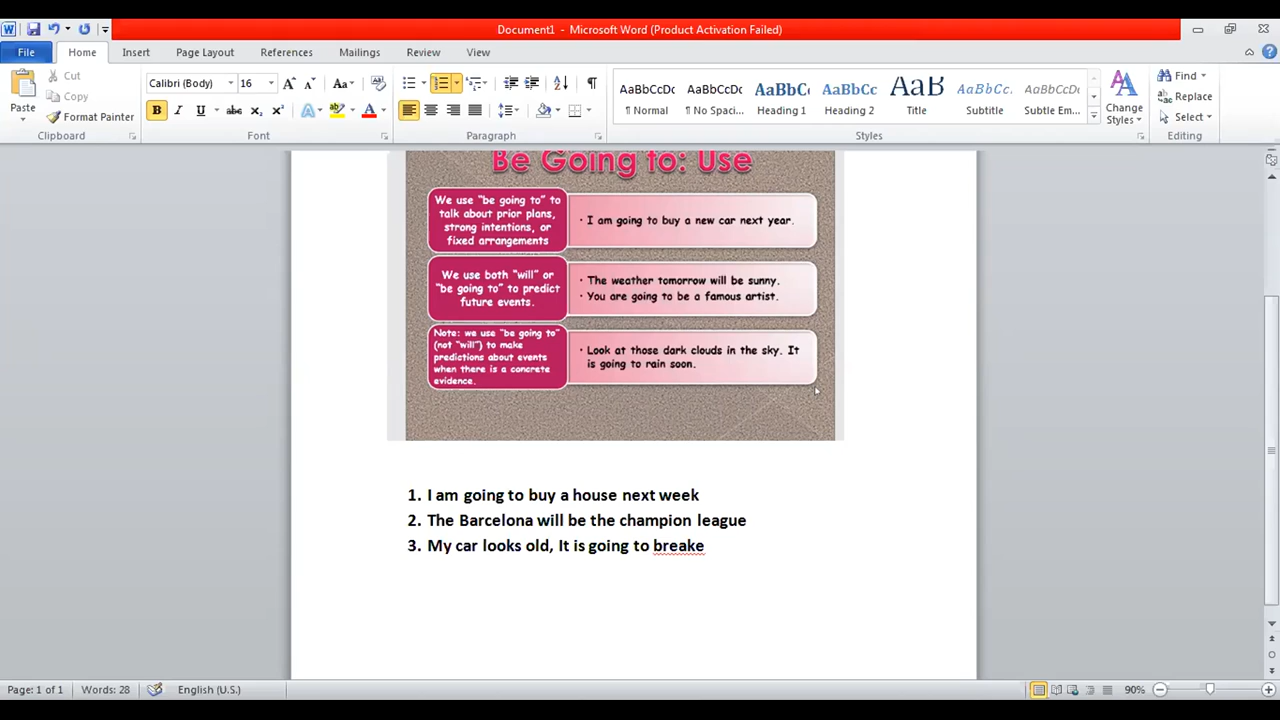 Document1 - Microsoft Word (Product Activation Failed)
File Home Insert Page Layout References Mailings Review View
Paste
Cut
Copy
Format Painter
Clipboard
Calibri (Body) 16
Font
Paragraph
AaBbCcDc AaBbCcDc AaBbCc AaBbCc AaB AaBbCc. AaBbCcDc
¶ Normal ¶ No Spaci... Heading 1 Heading 2 Title Subtitle Subtle Em...
Change
Styles
Styles
Find
Replace
Select
Editing
Be Going to: Use
We use "be going to" to
talk about prior plans,
strong intentions, or
fixed arrangements
• I am going to buy a new car next year.
We use both "will" or
"be going to" to predict
future events.
• The weather tomorrow will be sunny.
• You are going to be a famous artist.
Note: we use "be going to"
(not "will") to make
predictions about events
when there is a concrete
evidence.
• Look at those dark clouds in the sky. It
is going to rain soon.
1. I am going to buy a house next week
2. The Barcelona will be the champion league
3. My car looks old, It is going to breake
Page: 1 of 1 Words: 28 English (U.S.) 90%